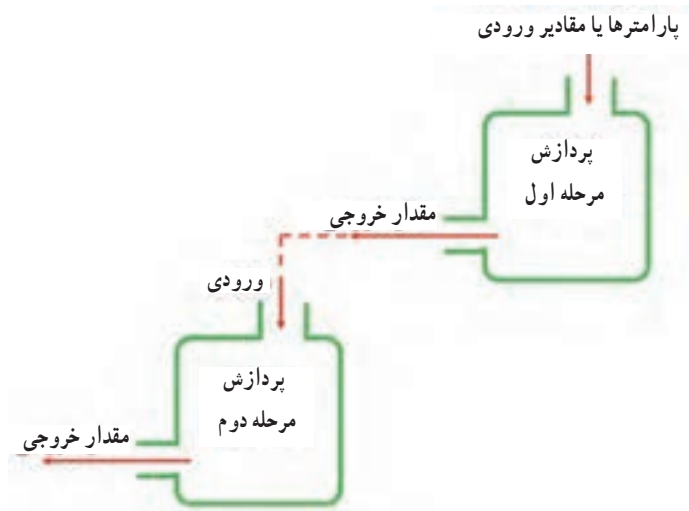 پارامترها یا مقادیر ورودی
پردازش
مرحله اول
مقدار خروجی
ورودی
پردازش
مرحله دوم
مقدار خروجی